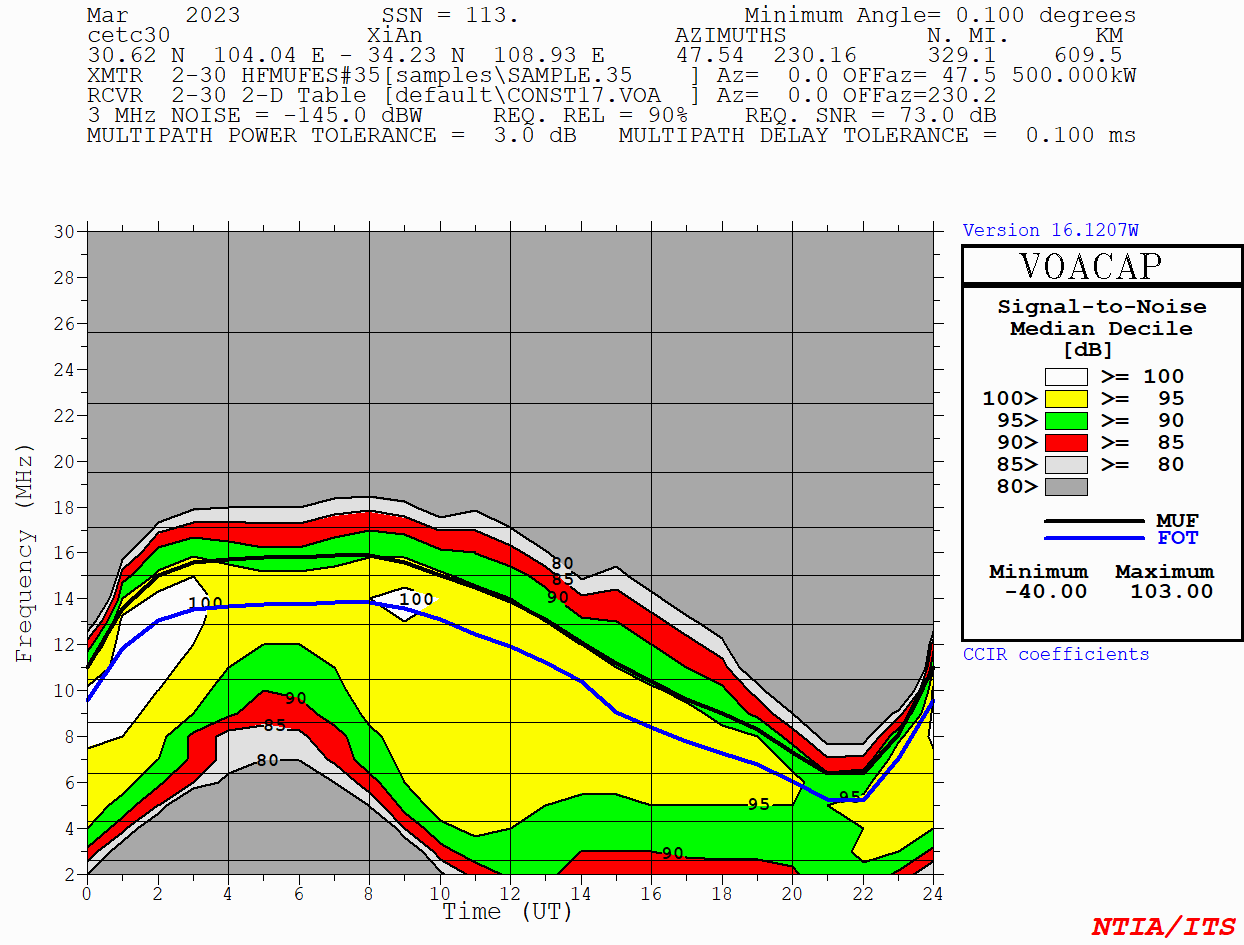 Mar    2023          SSN = 113.                Minimum Angle= 0.100 degrees
cetc30              XiAn                  AZIMUTHS          N. MI.      KM
30.62 N  104.04 E - 34.23 N  108.93 E     47.54  230.16     329.1    609.5
XMTR  2-30 HFMUFES#35[samples\SAMPLE.35    ] Az=  0.0 OFFaz= 47.5 500.000kW
RCVR  2-30 2-D Table [default\CONST17.VOA  ] Az=  0.0 OFFaz=230.2
3 MHz NOISE = -145.0 dBW     REQ. REL = 90%    REQ. SNR = 73.0 dB
MULTIPATH POWER TOLERANCE =  3.0 dB   MULTIPATH DELAY TOLERANCE =  0.100 ms
Version 16.1207W
VOACAP
Signal-to-Noise
Median Decile
[dB]
>= 100
100> >= 95
95> >= 90
90> >= 85
85> >= 80
80>
MUF
FOT
Minimum Maximum
-40.00 103.00
CCIR coefficients
30
28
26
24
22
20
18
16
14
12
10
8
6
4
2
Frequency (MHz)
80
85
90
100
100
90
85
80
95
95
90
0 2 4 6 8 10 12 14 16 18 20 22 24
Time (UT)
NTIA/ITS